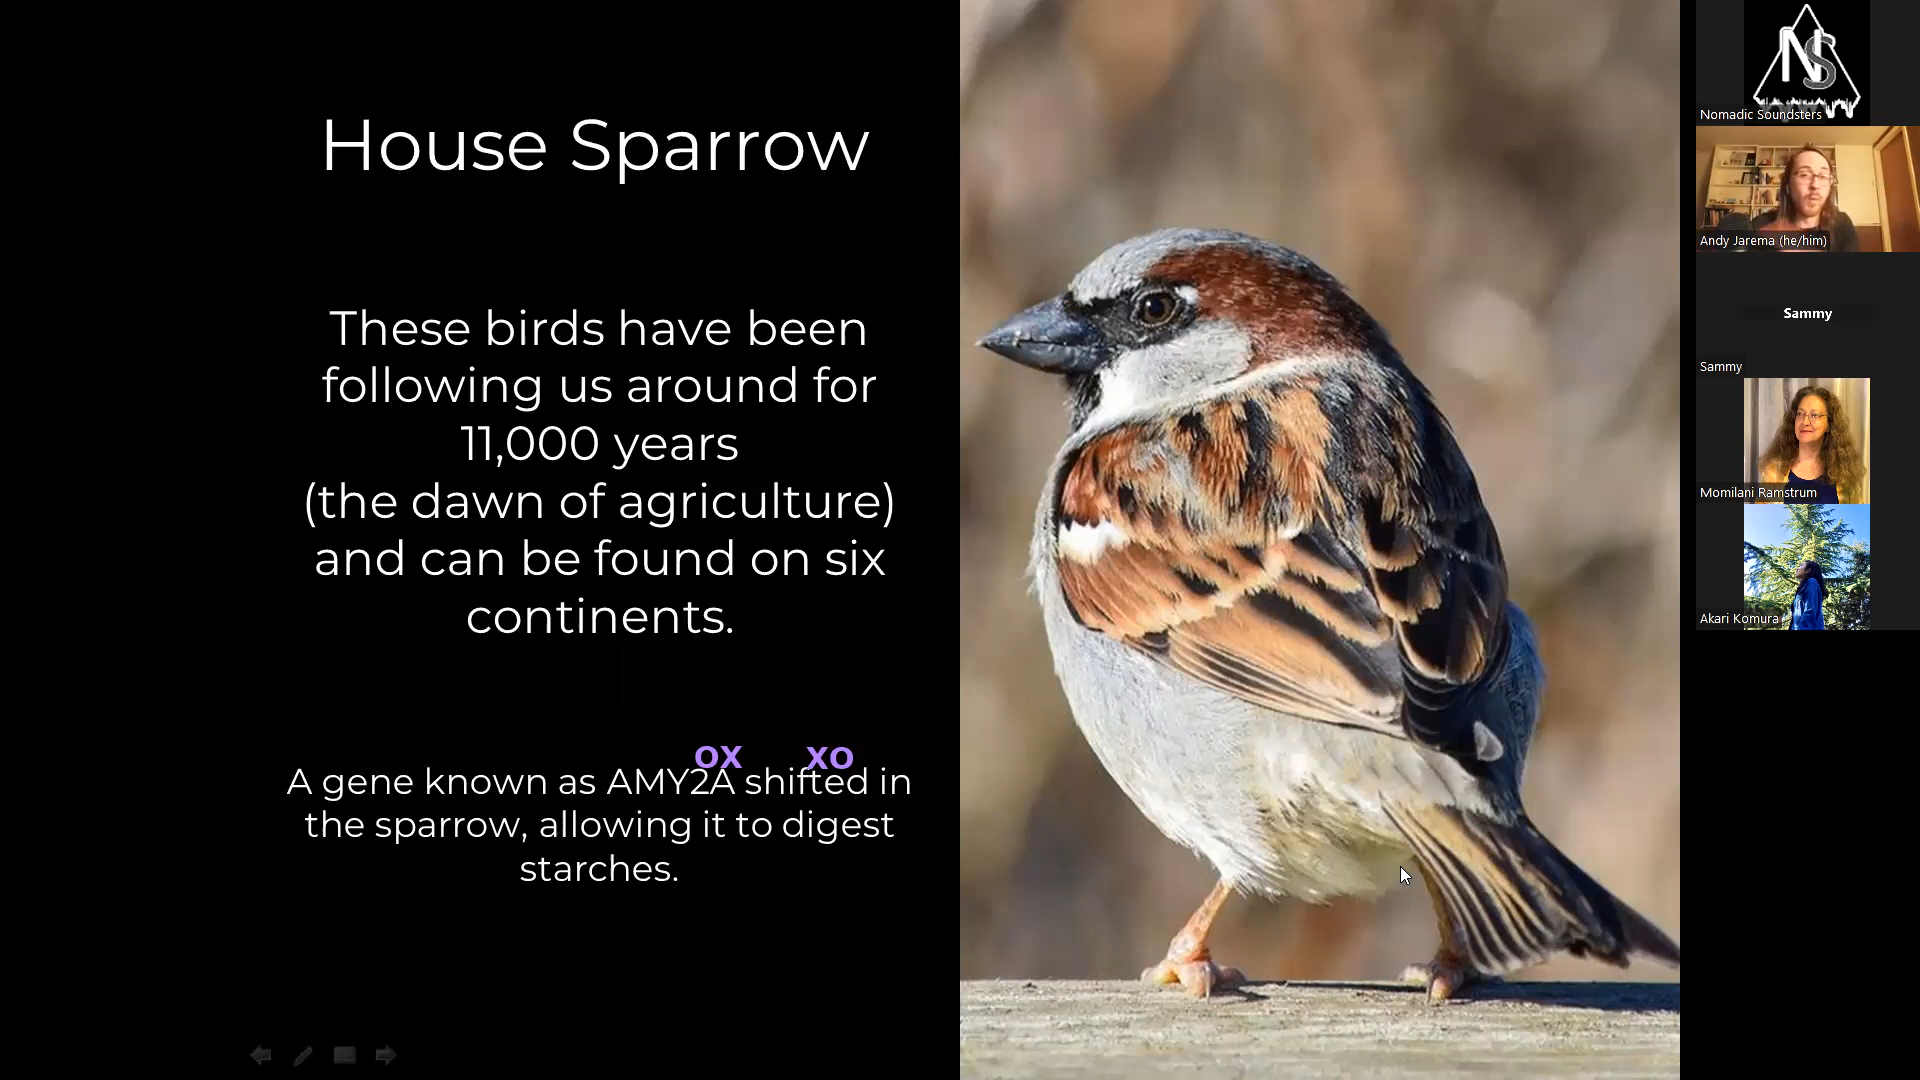 House Sparrow
These birds have been
following us around for
11,000 years
(the dawn of agriculture)
and can be found on six
continents.
ox xo
A gene known as AMY2A shifted in
the sparrow, allowing it to digest
starches.
NS
Nomadic Soundsters
Andy Jarema (he/him)
Sammy
Sammy
Momilani Ramstrum
Akari Komura